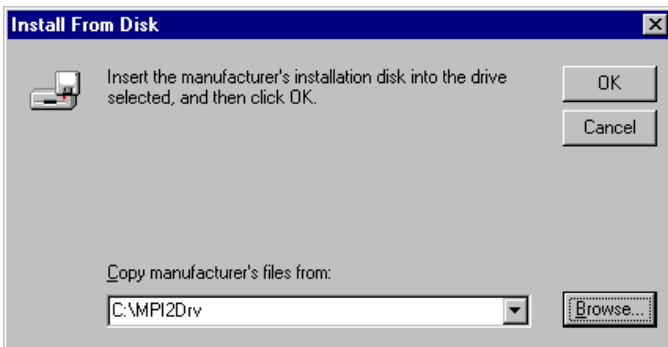 Install From Disk
Insert the manufacturer's installation disk into the drive
selected, and then click OK.
OK
Cancel
Copy manufacturer's files from:
C:\MPI2Drv
Browse...